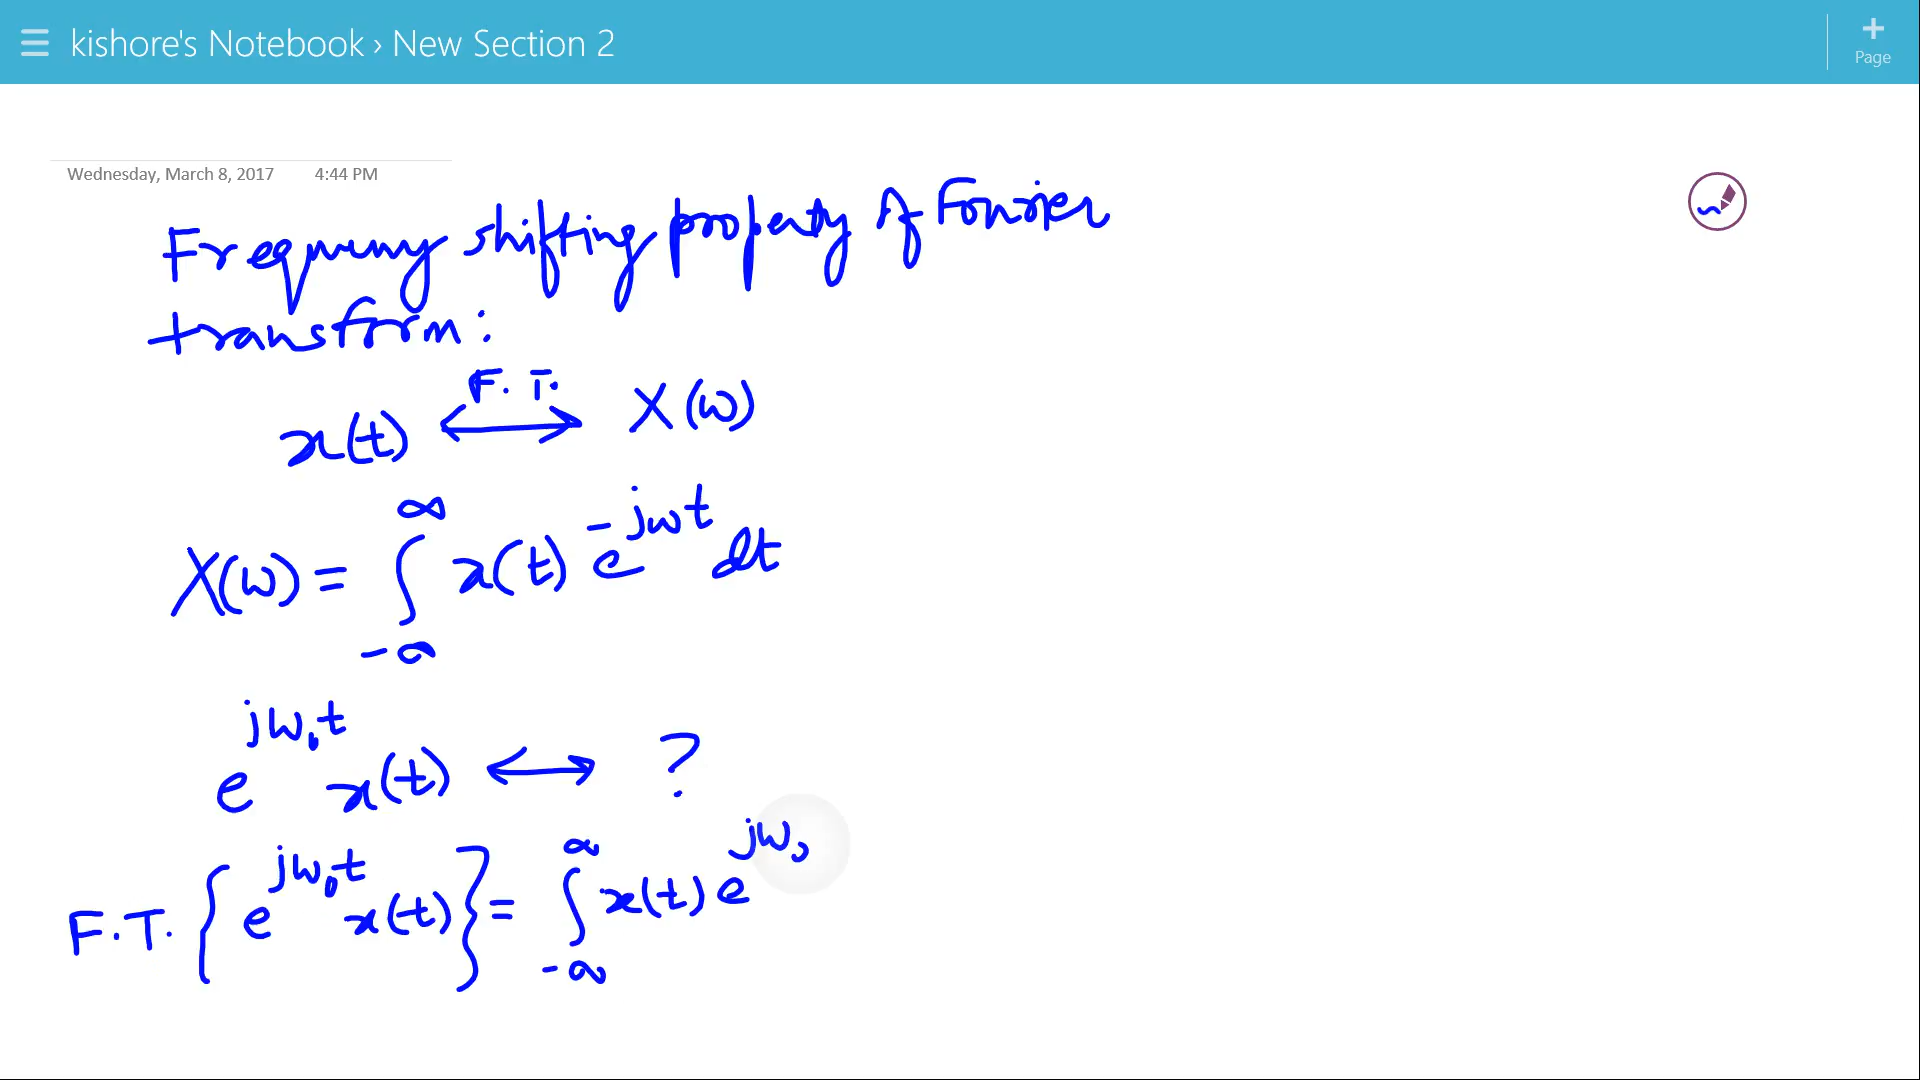 kishore's Notebook › New Section 2
+ Page
Wednesday, March 8, 2017 4:44 PM
Frequency shifting property of Fourier
transform:
x(t) <--F.T.--> X(ω)
X(ω) = ∫_{-∞}^{∞} x(t) e^{-jωt} dt
e^{jω₀t} x(t) ⟷ ?
F.T. { e^{jω₀t} x(t) } = ∫_{-∞}^{∞} x(t) e^{jω₀